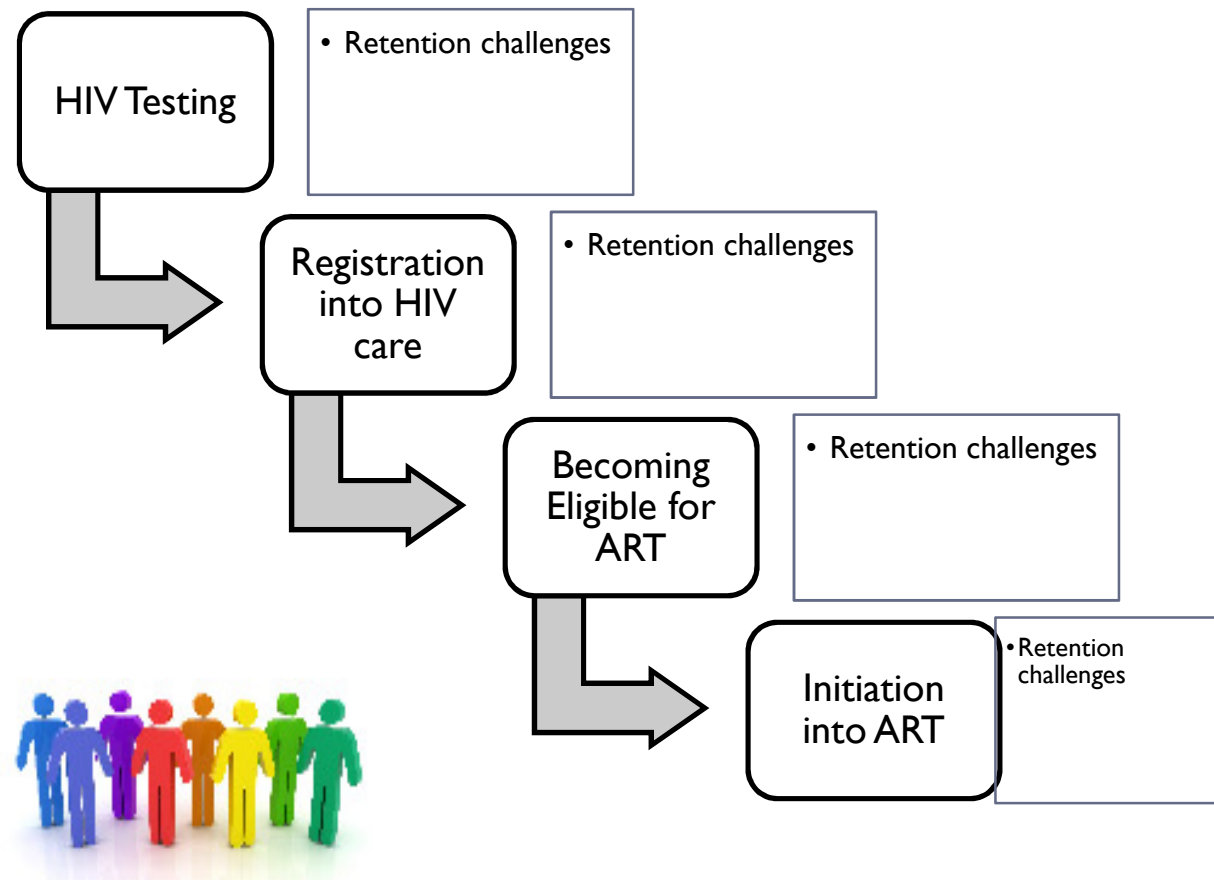 HIV Testing
• Retention challenges
Registration
into HIV
care
• Retention challenges
Becoming
Eligible for
ART
• Retention challenges
Initiation
into ART
• Retention
challenges